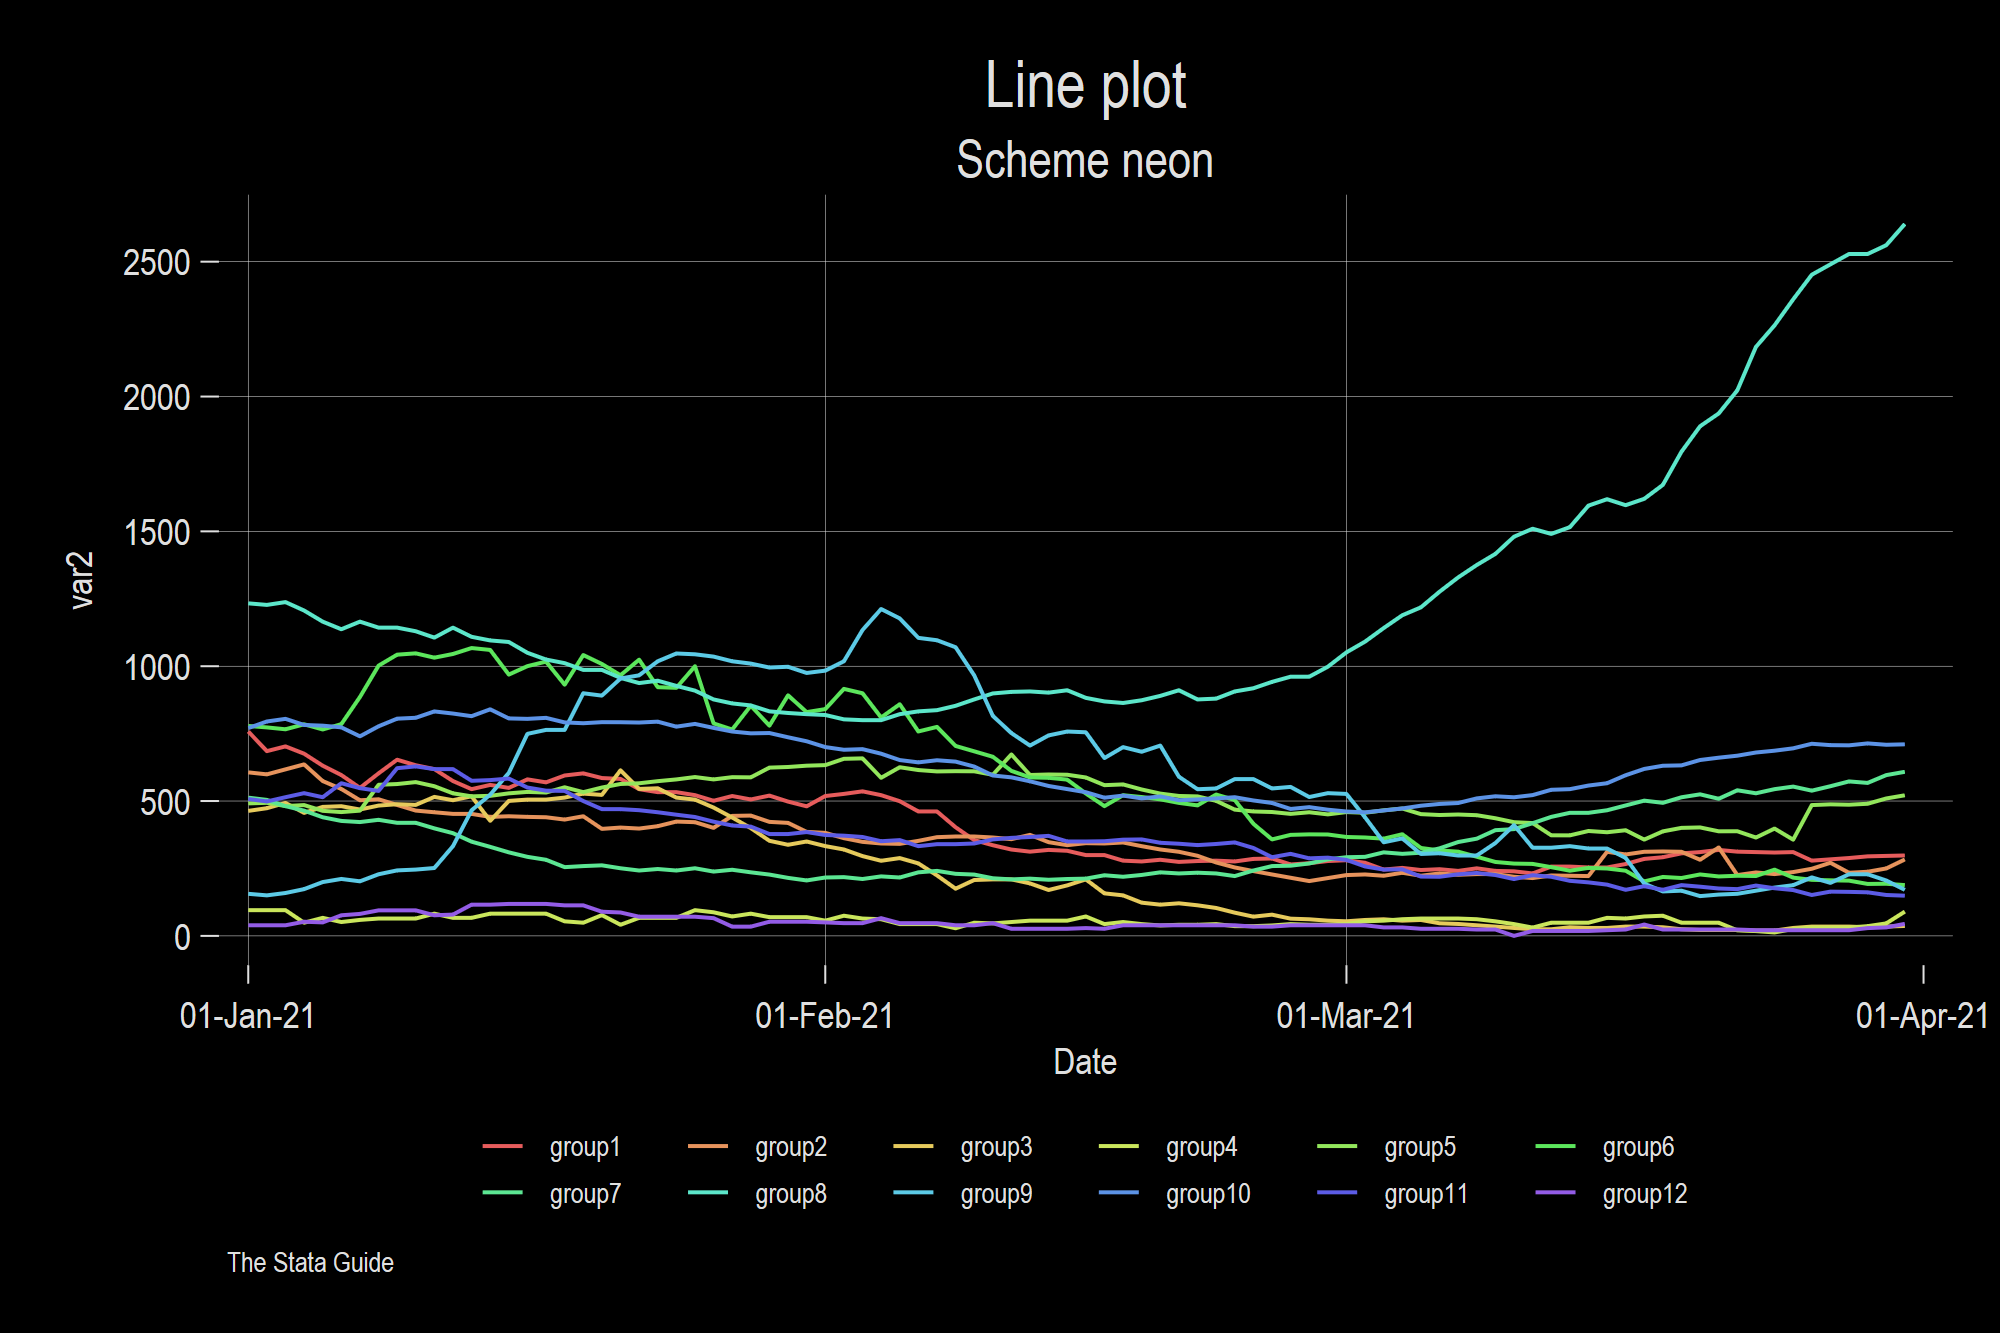 Line plot
Scheme neon
2500
2000
1500
1000
500
0
var2
01-Jan-21 01-Feb-21 01-Mar-21 01-Apr-21
Date
group1 group2 group3 group4 group5 group6
group7 group8 group9 group10 group11 group12
The Stata Guide